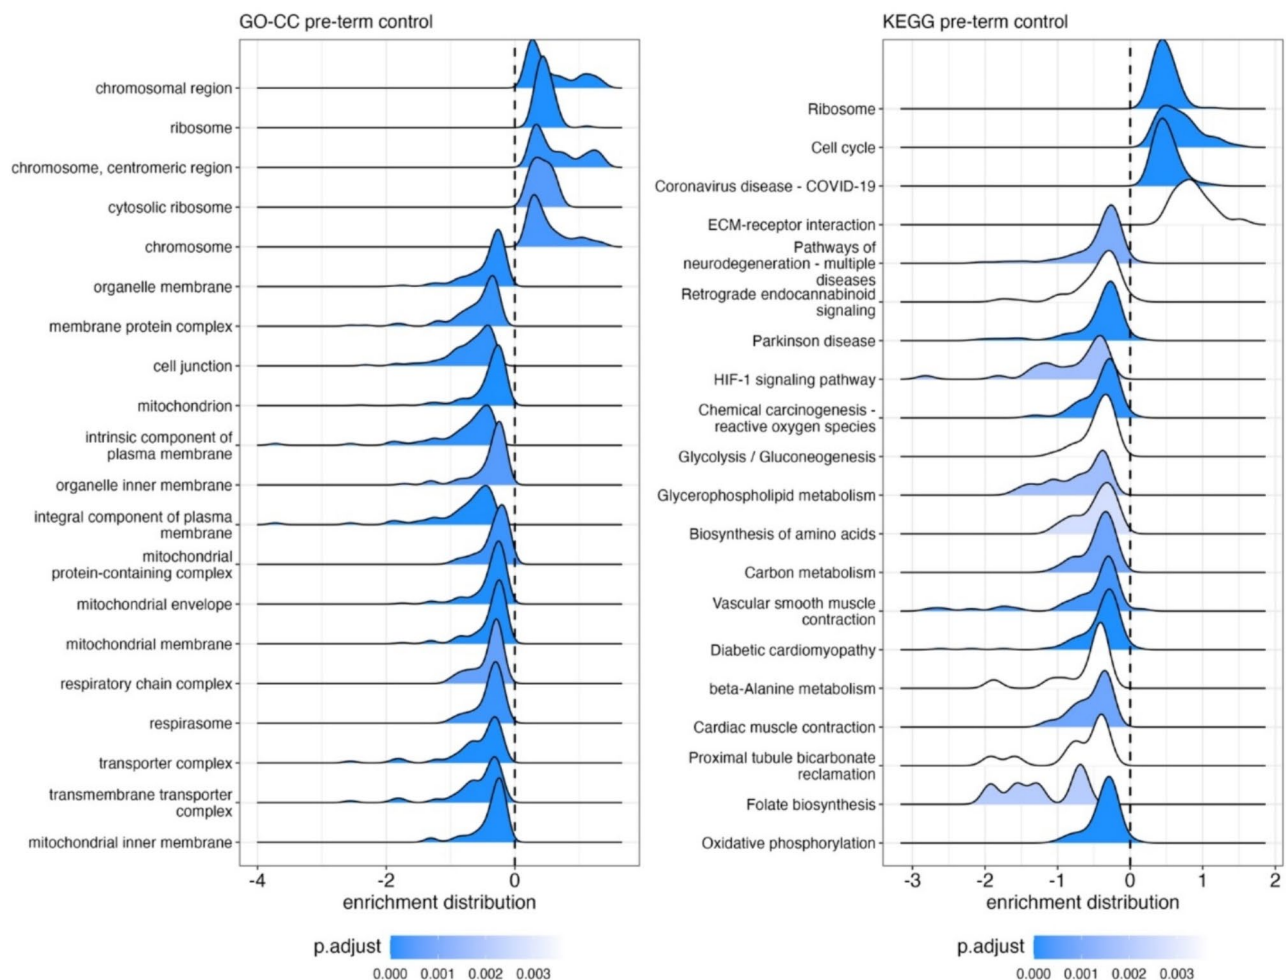 GO-CC pre-term control
chromosomal region
ribosome
chromosome, centromeric region
cytosolic ribosome
chromosome
organelle membrane
membrane protein complex
cell junction
mitochondrion
intrinsic component of
plasma membrane
organelle inner membrane
integral component of plasma
membrane
mitochondrial
protein-containing complex
mitochondrial envelope
mitochondrial membrane
respiratory chain complex
respirasome
transporter complex
transmembrane transporter
complex
mitochondrial inner membrane
-4 -2 0
enrichment distribution
p.adjust
0.000 0.001 0.002 0.003
KEGG pre-term control
Ribosome
Cell cycle
Coronavirus disease - COVID-19
ECM-receptor interaction
Pathways of
neurodegeneration - multiple
diseases
Retrograde endocannabinoid
signaling
Parkinson disease
HIF-1 signaling pathway
Chemical carcinogenesis -
reactive oxygen species
Glycolysis / Gluconeogenesis
Glycerophospholipid metabolism
Biosynthesis of amino acids
Carbon metabolism
Vascular smooth muscle
contraction
Diabetic cardiomyopathy
beta-Alanine metabolism
Cardiac muscle contraction
Proximal tubule bicarbonate
reclamation
Folate biosynthesis
Oxidative phosphorylation
-3 -2 -1 0 1 2
enrichment distribution
p.adjust
0.000 0.001 0.002 0.003